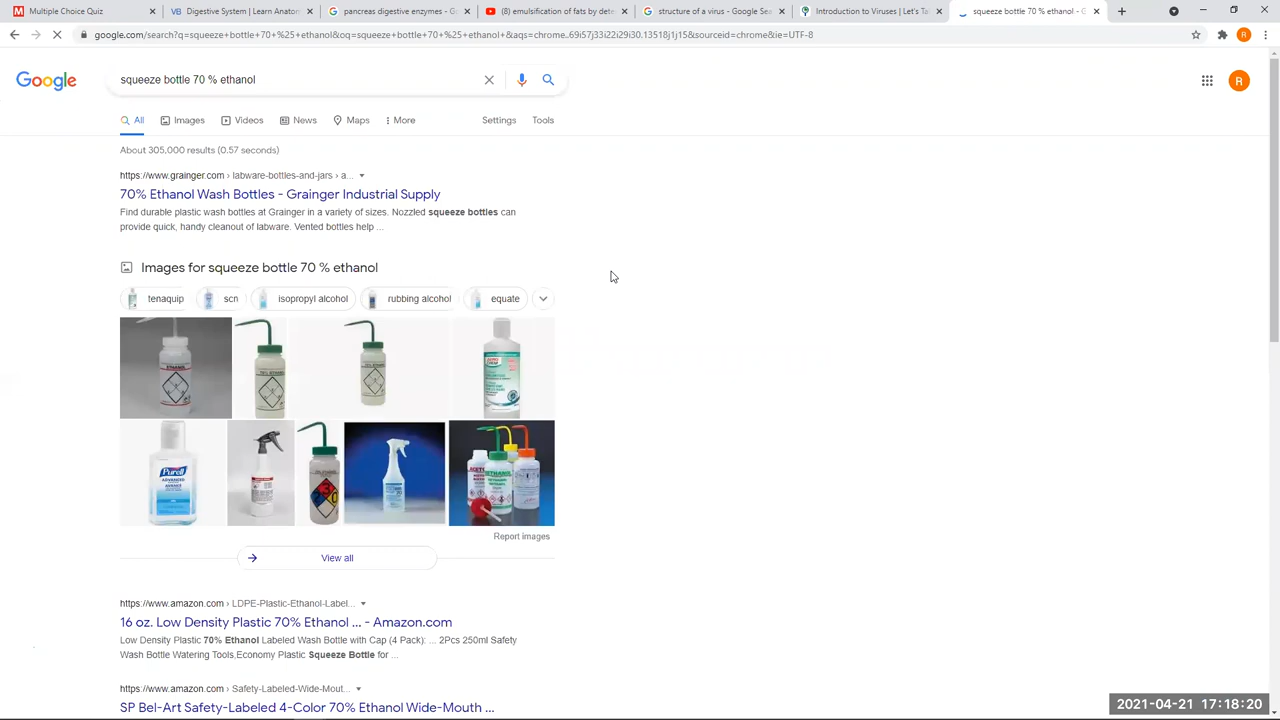 Multiple Choice Quiz
Digestive System | Learn Anatom
pancreas digestive enzymes - Go
(8) emulsification of fats by dete
structure of a virus - Google Sea
Introduction to Viruses | Let's Ta
squeeze bottle 70 % ethanol - G
google.com/search?q=squeeze+bottle+70+%25+ethanol&oq=squeeze+bottle+70+%25+ethanol+&aqs=chrome..69i57j33i22i29i30.13518j1j15&sourceid=chrome&ie=UTF-8
R
Google
squeeze bottle 70 % ethanol
R
All Images Videos News Maps More Settings Tools
About 305,000 results (0.57 seconds)
https://www.grainger.com › labware-bottles-and-jars › a...
70% Ethanol Wash Bottles - Grainger Industrial Supply
Find durable plastic wash bottles at Grainger in a variety of sizes. Nozzled squeeze bottles can
provide quick, handy cleanout of labware. Vented bottles help ...
Images for squeeze bottle 70 % ethanol
tenaquip scn isopropyl alcohol rubbing alcohol equate
ETHANOL
Purell
ADVANCED
Report images
View all
https://www.amazon.com › LDPE-Plastic-Ethanol-Label...
16 oz. Low Density Plastic 70% Ethanol ... - Amazon.com
Low Density Plastic 70% Ethanol Labeled Wash Bottle with Cap (4 Pack): ... 2Pcs 250ml Safety
Wash Bottle Watering Tools,Economy Plastic Squeeze Bottle for ...
https://www.amazon.com › Safety-Labeled-Wide-Mout...
SP Bel-Art Safety-Labeled 4-Color 70% Ethanol Wide-Mouth ...
2021-04-21 17:18:20